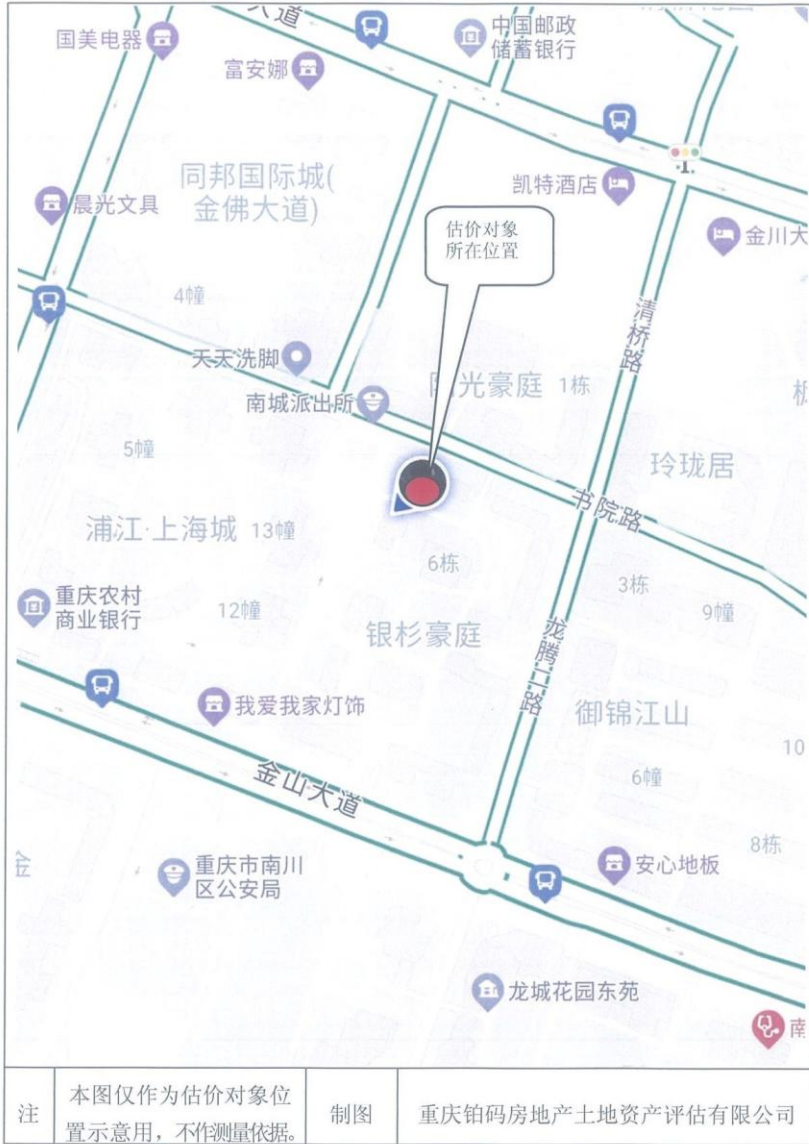 大道
国美电器
中国邮政
储蓄银行
富安娜
同邦国际城(
金佛大道)
凯特酒店
晨光文具
估价对象
所在位置
金川大
4幢
清桥路
天天洗脚
光豪庭 1栋
南城派出所
5幢
玲珑居
书院路
浦江·上海城 13幢
6栋
3栋
重庆农村
商业银行
12幢
9幢
银杉豪庭
龙腾二路
我爱我家灯饰
御锦江山
10
金山大道
6幢
8栋
金
重庆市南川
区公安局
安心地板
龙城花园东苑
南
注
本图仅作为估价对象位
置示意用，不作测量依据。
制图
重庆铂码房地产土地资产评估有限公司